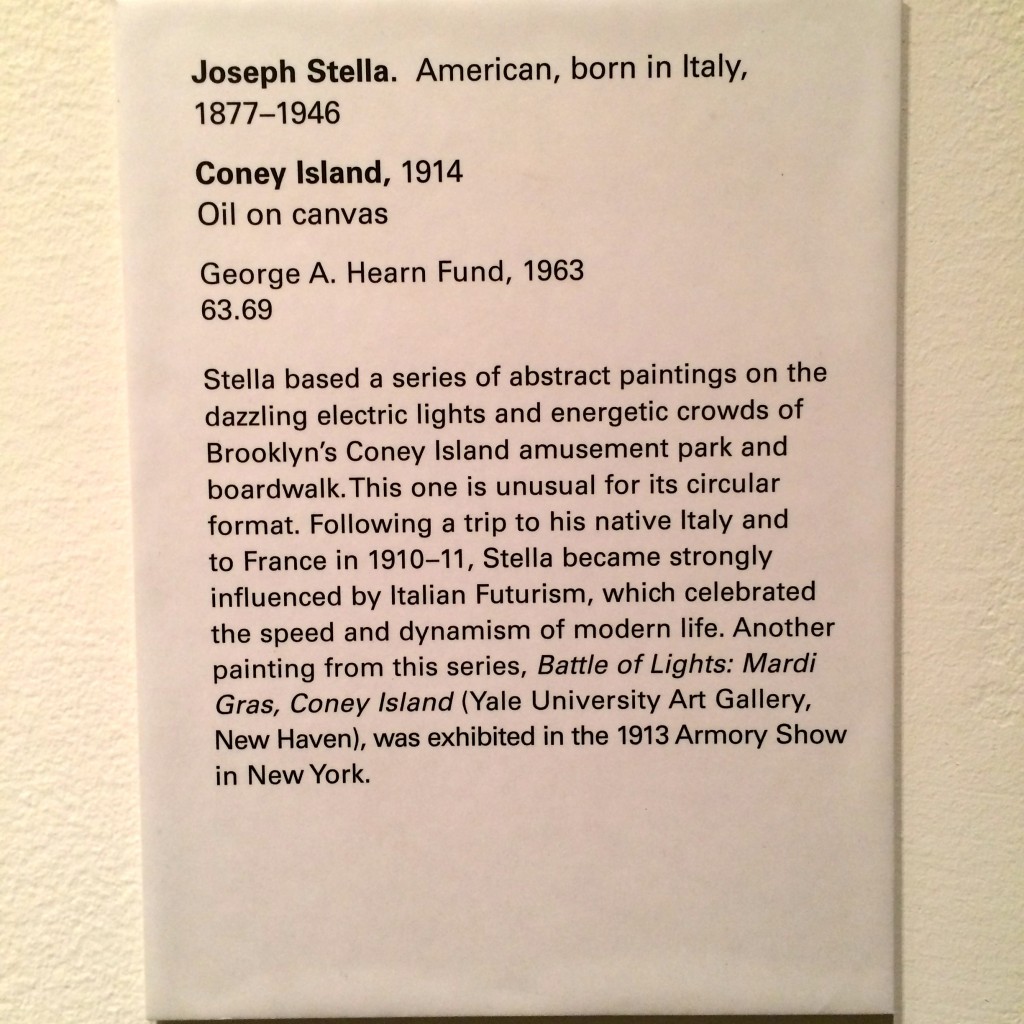 Joseph Stella. American, born in Italy,
1877–1946
Coney Island, 1914
Oil on canvas
George A. Hearn Fund, 1963
63.69
Stella based a series of abstract paintings on the
dazzling electric lights and energetic crowds of
Brooklyn’s Coney Island amusement park and
boardwalk. This one is unusual for its circular
format. Following a trip to his native Italy and
to France in 1910–11, Stella became strongly
influenced by Italian Futurism, which celebrated
the speed and dynamism of modern life. Another
painting from this series, Battle of Lights: Mardi
Gras, Coney Island (Yale University Art Gallery,
New Haven), was exhibited in the 1913 Armory Show
in New York.